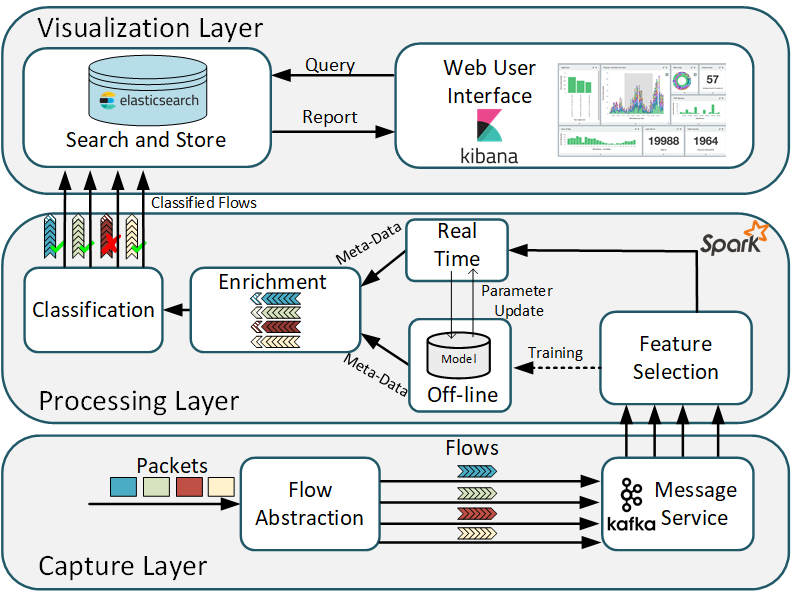 Visualization Layer
elasticsearch
Search and Store
Query
Report
Web User
Interface
kibana
57
19988
1964
Classified Flows
Processing Layer
Classification
Enrichment
Meta-Data
Meta-Data
Real
Time
Parameter
Update
Model
Off-line
Training
Feature
Selection
Spark
Capture Layer
Packets
Flow
Abstraction
Flows
kafka
Message
Service